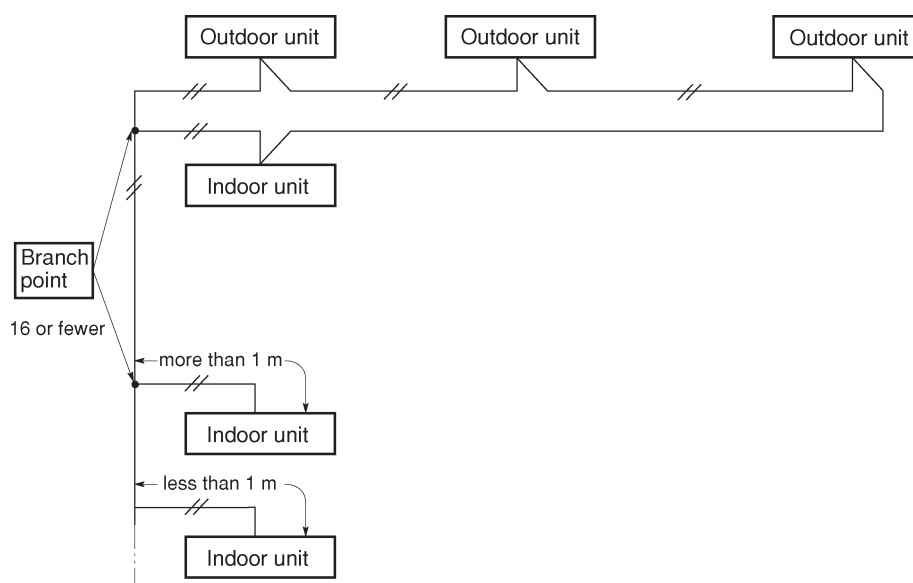 Outdoor unit
Outdoor unit
Outdoor unit
Indoor unit
Branch
point
16 or fewer
more than 1 m
Indoor unit
less than 1 m
Indoor unit